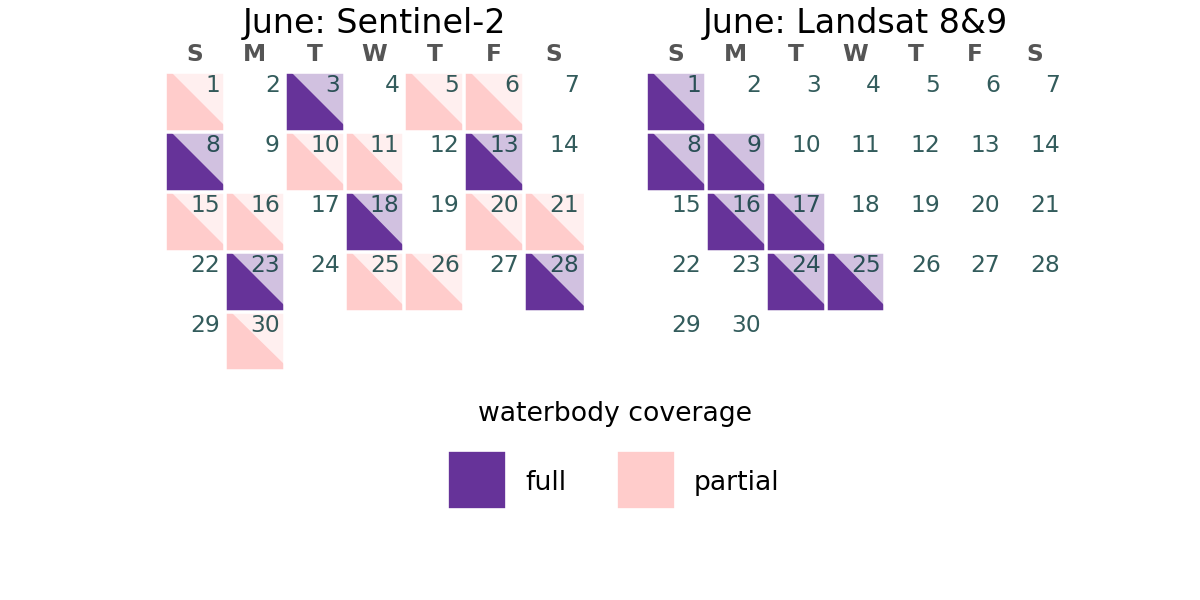 June: Sentinel-2
S M T W T F S
1 2 3 4 5 6 7
8 9 10 11 12 13 14
15 16 17 18 19 20 21
22 23 24 25 26 27 28
29 30
June: Landsat 8&9
S M T W T F S
1 2 3 4 5 6 7
8 9 10 11 12 13 14
15 16 17 18 19 20 21
22 23 24 25 26 27 28
29 30
waterbody coverage
full partial